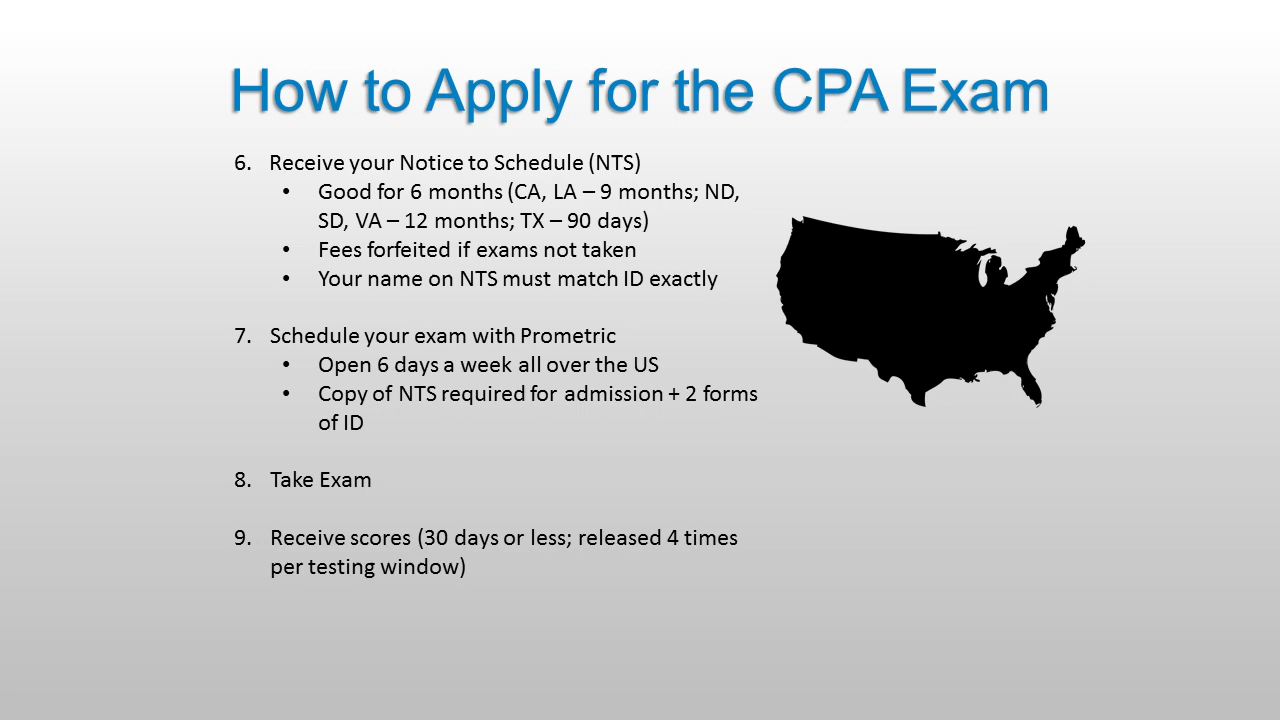 How to Apply for the CPA Exam
6. Receive your Notice to Schedule (NTS)
• Good for 6 months (CA, LA – 9 months; ND,
SD, VA – 12 months; TX – 90 days)
• Fees forfeited if exams not taken
• Your name on NTS must match ID exactly
7. Schedule your exam with Prometric
• Open 6 days a week all over the US
• Copy of NTS required for admission + 2 forms
of ID
8. Take Exam
9. Receive scores (30 days or less; released 4 times
per testing window)